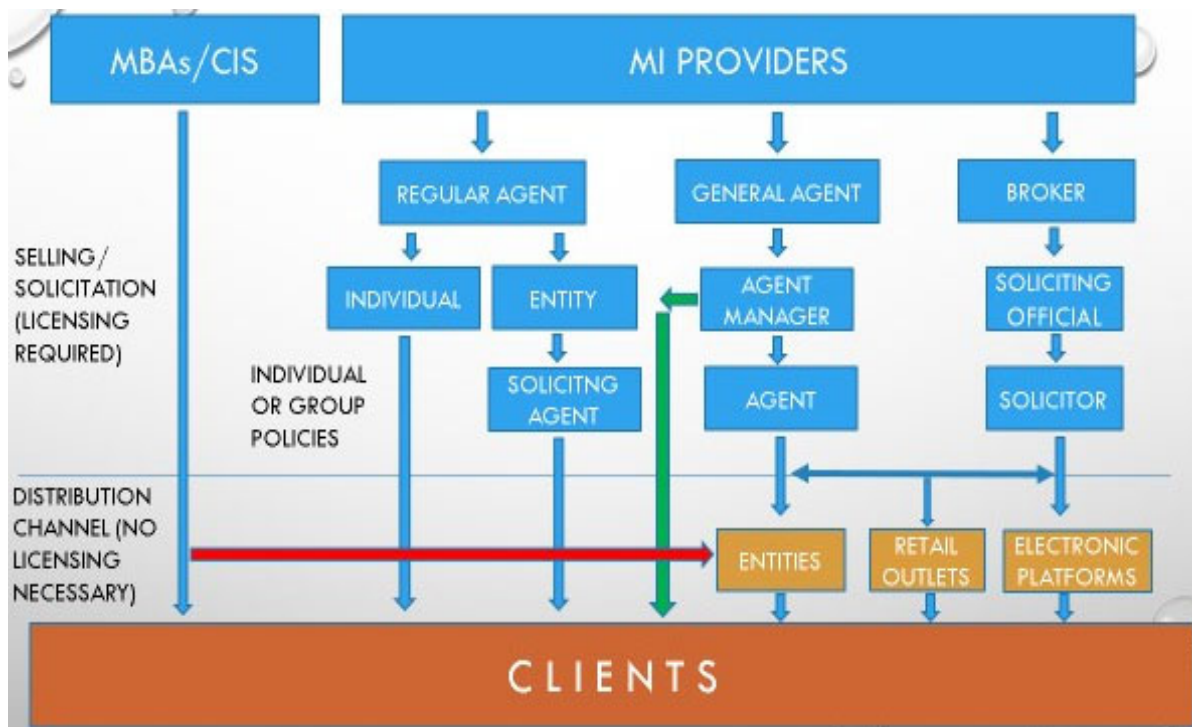 MBAs/CIS
MI PROVIDERS
REGULAR AGENT
GENERAL AGENT
BROKER
SELLING/
SOLICITATION
(LICENSING
REQUIRED)
INDIVIDUAL
ENTITY
AGENT
MANAGER
SOLICITING
OFFICIAL
INDIVIDUAL
OR GROUP
POLICIES
SOLICITNG
AGENT
AGENT
SOLICITOR
DISTRIBUTION
CHANNEL (NO
LICENSING
NECESSARY)
ENTITIES
RETAIL
OUTLETS
ELECTRONIC
PLATFORMS
CLIENTS